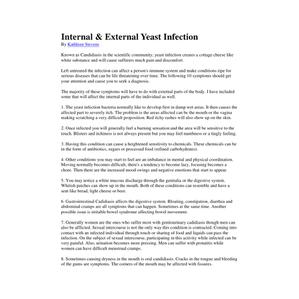 Internal & External Yeast Infection
By Kathleen Stevens
Known as Candidiasis in the scientific community, yeast infection creates a cottage cheese like
white substance and will cause sufferers much pain and discomfort.
Left untreated the infection can affect a person's immune system and make conditions ripe for
serious diseases that can be life threatening over time. The following 10 symptoms should get
your attention and cause you to seek a diagnosis.
The majority of these symptoms will have to do with external parts of the body. I have included
some that will affect the internal parts of the individual as well.
1. The yeast infection bacteria normally like to develop first in damp wet areas. It then causes the
affected part to severely itch. The problem is the areas affected can be the mouth or the vagina
making scratching a very difficult proposition. Red itchy rashes will also show up on the skin.
2. Once infected you will generally feel a burning sensation and the area will be sensitive to the
touch. Blisters and itchiness is not always present but you may feel numbness or a tingly feeling.
3. Having this condition can cause a heightened sensitivity to chemicals. These chemicals can be
in the form of antibiotics, sugars or processed food (refined carbohydrates).
4. Other conditions you may start to feel are an imbalance in mental and physical coordination.
Moving normally becomes difficult, there's a tendency to become lazy, focusing becomes a
chore. Then there are the increased mood swings and negative emotions that start to appear.
5. You may notice a white mucous discharge through the genitalia or the digestive system.
Whitish patches can show up in the mouth. Both of these conditions can resemble and have a
smell like bread, light cheese or beer.
6. Gastrointestinal Candidiasis affects the digestive system. Bloating, constipation, diarrhea and
abdominal cramps are all symptoms that can happen. Sometimes at the same time. Another
possible issue is irritable bowel syndrome affecting bowel movement.
7. Generally women are the ones who suffer most with preliminary candidiasis though men can
also be affected. Sexual intercourse is not the only way this condition is contracted. Coming into
contact with an infected individual through touch or sharing of food and liquids can pass the
infection. On the subject of sexual intercourse, participating in this activity while infected can be
very painful. Also, urination becomes more pressing. Men can suffer with prostatitis while
women can have difficult menstrual cramps.
8. Sometimes causing dryness in the mouth is oral candidiasis. Cracks in the tongue and bleeding
of the gums are symptoms. The corners of the mouth may be affected with fissures.